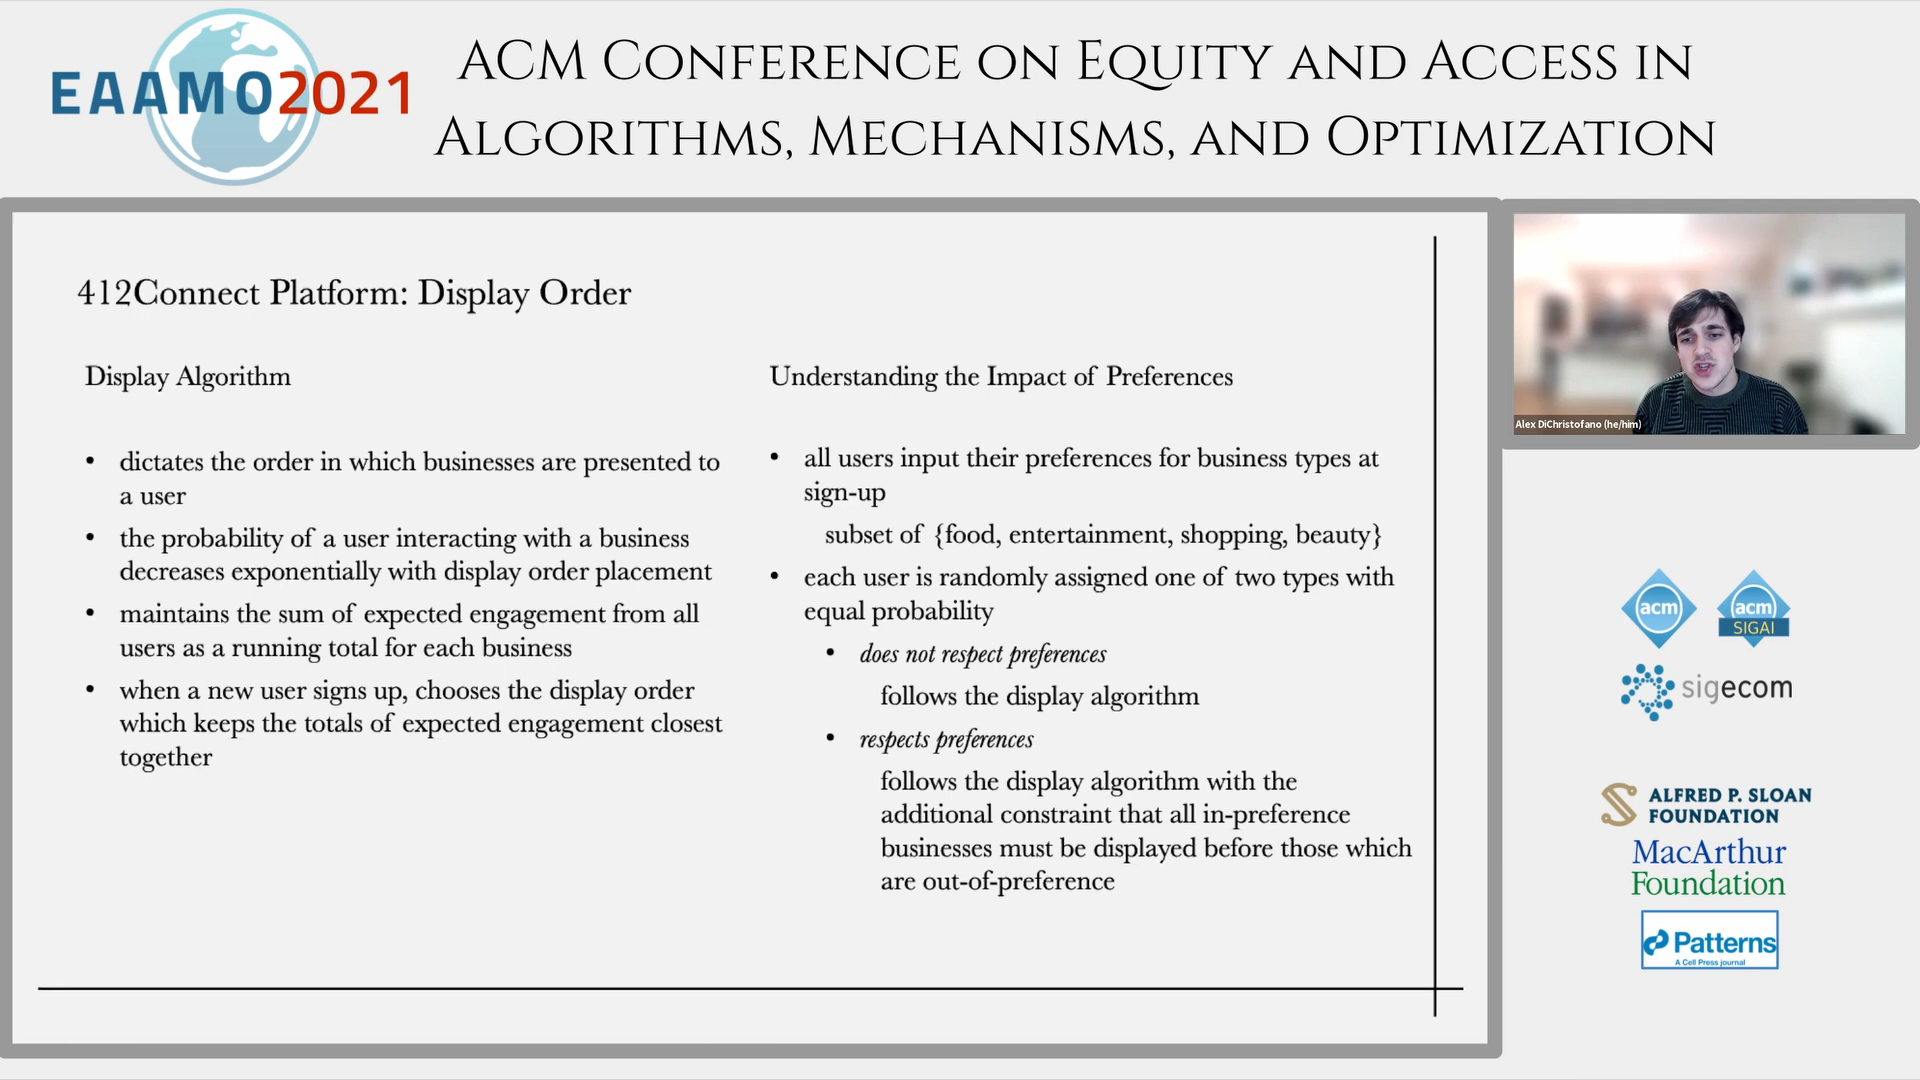 EAAMO2021
ACM Conference on Equity and Access in
Algorithms, Mechanisms, and Optimization
412Connect Platform: Display Order
Display Algorithm
• dictates the order in which businesses are presented to
a user
• the probability of a user interacting with a business
decreases exponentially with display order placement
• maintains the sum of expected engagement from all
users as a running total for each business
• when a new user signs up, chooses the display order
which keeps the totals of expected engagement closest
together
Understanding the Impact of Preferences
• all users input their preferences for business types at
sign-up
subset of {food, entertainment, shopping, beauty}
• each user is randomly assigned one of two types with
equal probability
• does not respect preferences
follows the display algorithm
• respects preferences
follows the display algorithm with the
additional constraint that all in-preference
businesses must be displayed before those which
are out-of-preference
Alex DiChristofano (he/him)
acm
acm
SIGAI
sigecom
ALFRED P. SLOAN
FOUNDATION
MacArthur
Foundation
Patterns
A Cell Press journal